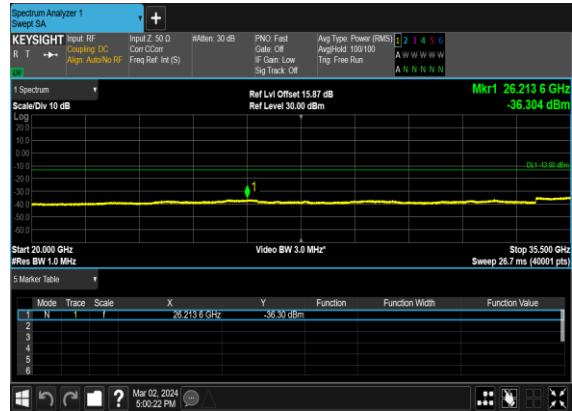 Spectrum Analyzer 1
Swept SA
+
KEYSIGHT Input: RF Input Z: 50 Ω #Atten: 30 dB PNO: Fast Avg Type: Power (RMS) 1 2 3 4 5 6
R T Coupling: DC Corr CCorr Gate: Off Avg|Hold: 100/100 A W W W W W
Align: Auto/No RF Freq Ref: Int (S) IF Gain: Low Trig: Free Run
Sig Track: Off A N N N N N
1 Spectrum
Ref Lvl Offset 15.87 dB Mkr1 26.213 6 GHz
Scale/Div 10 dB Ref Level 30.00 dBm -36.304 dBm
Log
20.0
10.0
0.00
-10.0
DL1 -13.00 dBm
-20.0
-30.0
1
-40.0
-50.0
-60.0
Start 20.000 GHz Video BW 3.0 MHz* Stop 35.500 GHz
#Res BW 1.0 MHz Sweep 26.7 ms (40001 pts)
5 Marker Table
Mode Trace Scale X Y Function Function Width Function Value
1 N 1 f 26.213 6 GHz -36.30 dBm
2
3
4
5
6
? Mar 02, 2024
5:00:22 PM